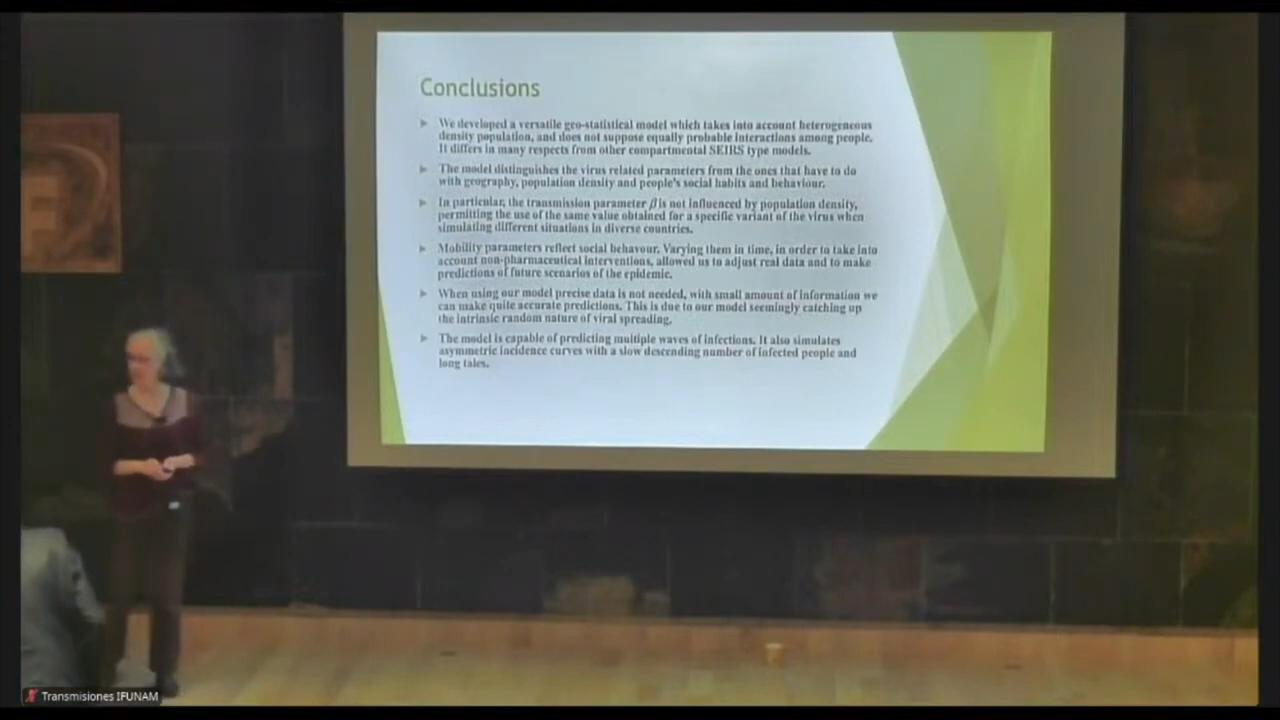 Conclusions
We developed a versatile geo-statistical model which takes into account heterogeneous
density population, and does not suppose equally probable interactions among people.
It differs in many respects from other compartmental SEIRS type models.
The model distinguishes the virus related parameters from the ones that have to do
with geography, population density and people's social habits and behaviour.
In particular, the transmission parameter β is not influenced by population density,
permitting the use of the same value obtained for a specific variant of the virus when
simulating different situations in diverse countries.
Mobility parameters reflect social behavour. Varying them in time, in order to take into
account non-pharmaceutical interventions, allowed us to adjust real data and to make
predictions of future scenarios of the epidemic.
When using our model precise data is not needed, with small amount of information we
can make quite accurate predictions. This is due to our model seemingly catching up
the intrinsic random nature of viral spreading.
The model is capable of predicting multiple waves of infections. It also simulates
asymmetric incidence curves with a slow descending number of infected people and
long tales.
Transmisiones IFUNAM